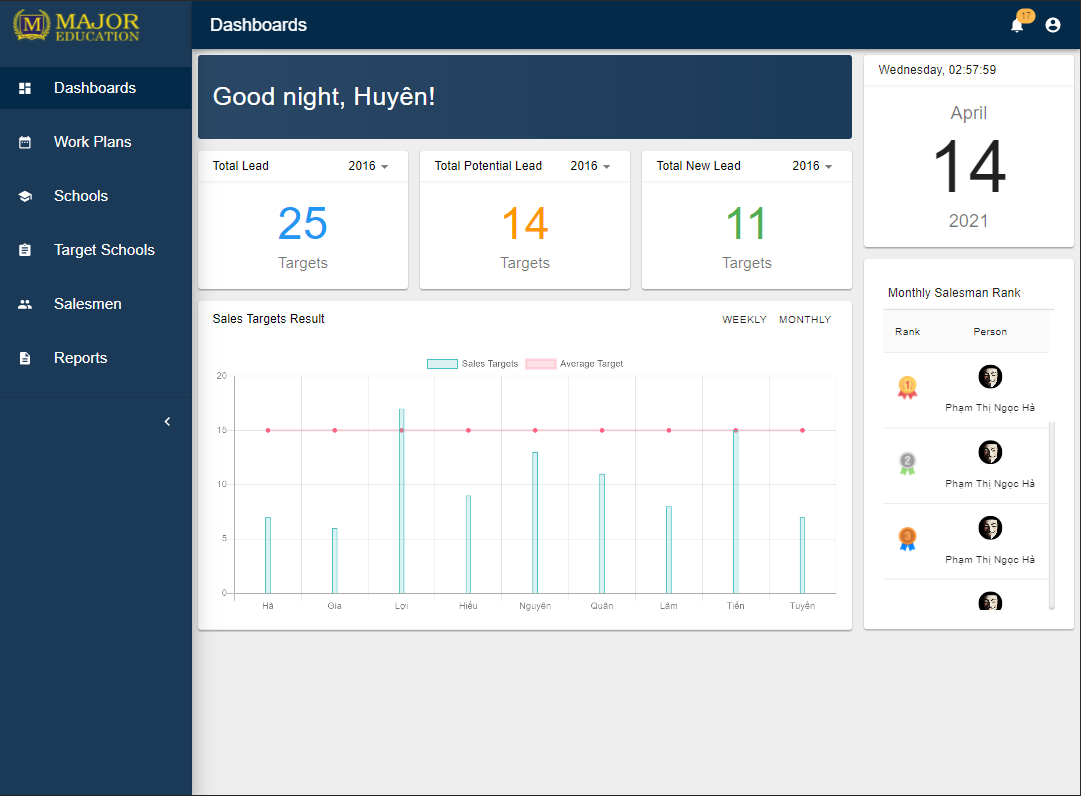 MAJOR
EDUCATION
Dashboards
17
Dashboards
Work Plans
Schools
Target Schools
Salesmen
Reports
Good night, Huyên!
Wednesday, 02:57:59
April
14
2021
Total Lead 2016
25
Targets
Total Potential Lead 2016
14
Targets
Total New Lead 2016
11
Targets
Sales Targets Result WEEKLY MONTHLY
Sales Targets Average Target
20
15
10
5
0
Hà Gia Lợi Hiếu Nguyên Quân Lâm Tiến Tuyên
Monthly Salesman Rank
Rank Person
1
Phạm Thị Ngọc Hà
2
Phạm Thị Ngọc Hà
3
Phạm Thị Ngọc Hà